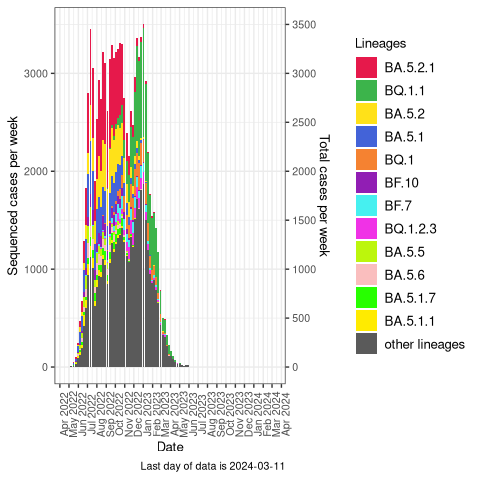 Sequenced cases per week
3000
2000
1000
0
3500
3000
2500
2000
1500
1000
500
0
Total cases per week
Apr 2022
May 2022
Jun 2022
Jul 2022
Aug 2022
Sep 2022
Oct 2022
Nov 2022
Dec 2022
Jan 2023
Feb 2023
Mar 2023
Apr 2023
May 2023
Jun 2023
Jul 2023
Aug 2023
Sep 2023
Oct 2023
Nov 2023
Dec 2023
Jan 2024
Feb 2024
Mar 2024
Apr 2024
Date
Last day of data is 2024-03-11
Lineages
BA.5.2.1
BQ.1.1
BA.5.2
BA.5.1
BQ.1
BF.10
BF.7
BQ.1.2.3
BA.5.5
BA.5.6
BA.5.1.7
BA.5.1.1
other lineages